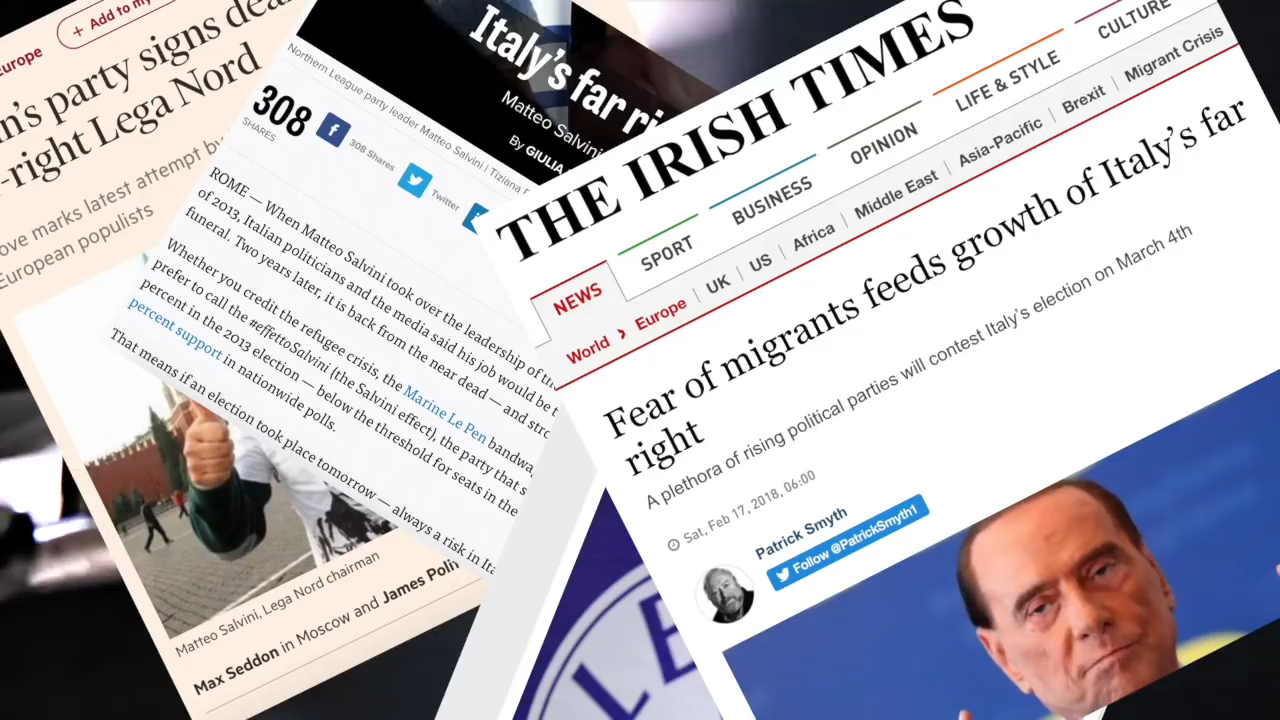 Europe
+ Add to my
n's party signs deal
-right Lega Nord
ove marks latest attempt by
European populists
Matteo Salvini, Lega Nord chairman
Max Seddon in Moscow and James Poli
Italy's far ri
Matteo Salvini
By GIULIA
Northern League party leader Matteo Salvini | Tiziana
308
SHARES
308 Shares
Twitter
ROME — When Matteo Salvini took over the leadership of th
of 2013, Italian politicians and the media said his job would be t
funeral. Two years later, it is back from the near dead — and stro
Whether you credit the refugee crisis, the Marine Le Pen bandwa
prefer to call the #effettoSalvini (the Salvini effect), the party that s
percent in the 2013 election — below the threshold for seats in the
percent support in nationwide polls.
That means if an election took place tomorrow — always a risk in Ita
LE
THE IRISH TIMES
NEWS
SPORT
BUSINESS
OPINION
LIFE & STYLE
CULTURE
World > Europe | UK | US | Africa | Middle East | Asia-Pacific | Brexit | Migrant Crisis
Fear of migrants feeds growth of Italy's far
right
A plethora of rising political parties will contest Italy's election on March 4th
Sat, Feb 17, 2018, 06:00
Patrick Smyth
Follow @PatrickSmyth1